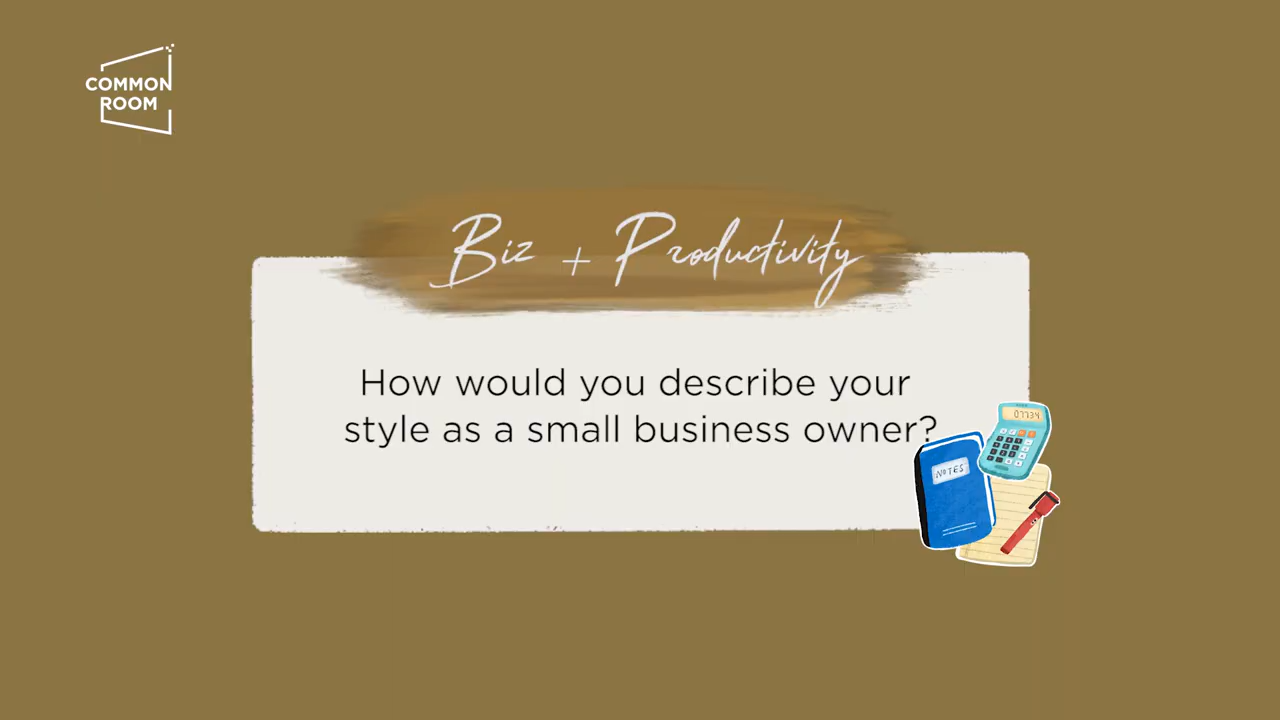 COMMON
ROOM
Biz + Productivity
How would you describe your
style as a small business owner?
07734
NOTES